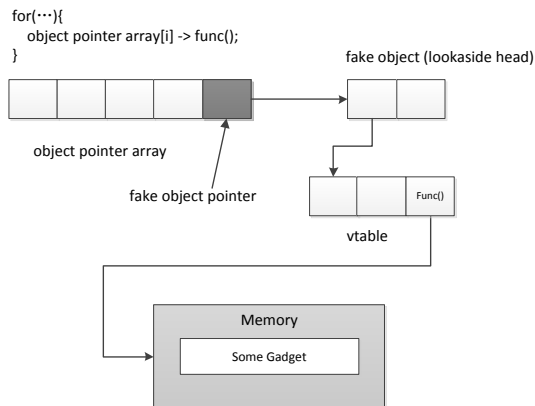 for(⋯){
object pointer array[i] -> func();
}
fake object (lookaside head)
object pointer array
fake object pointer
Func()
vtable
Memory
Some Gadget